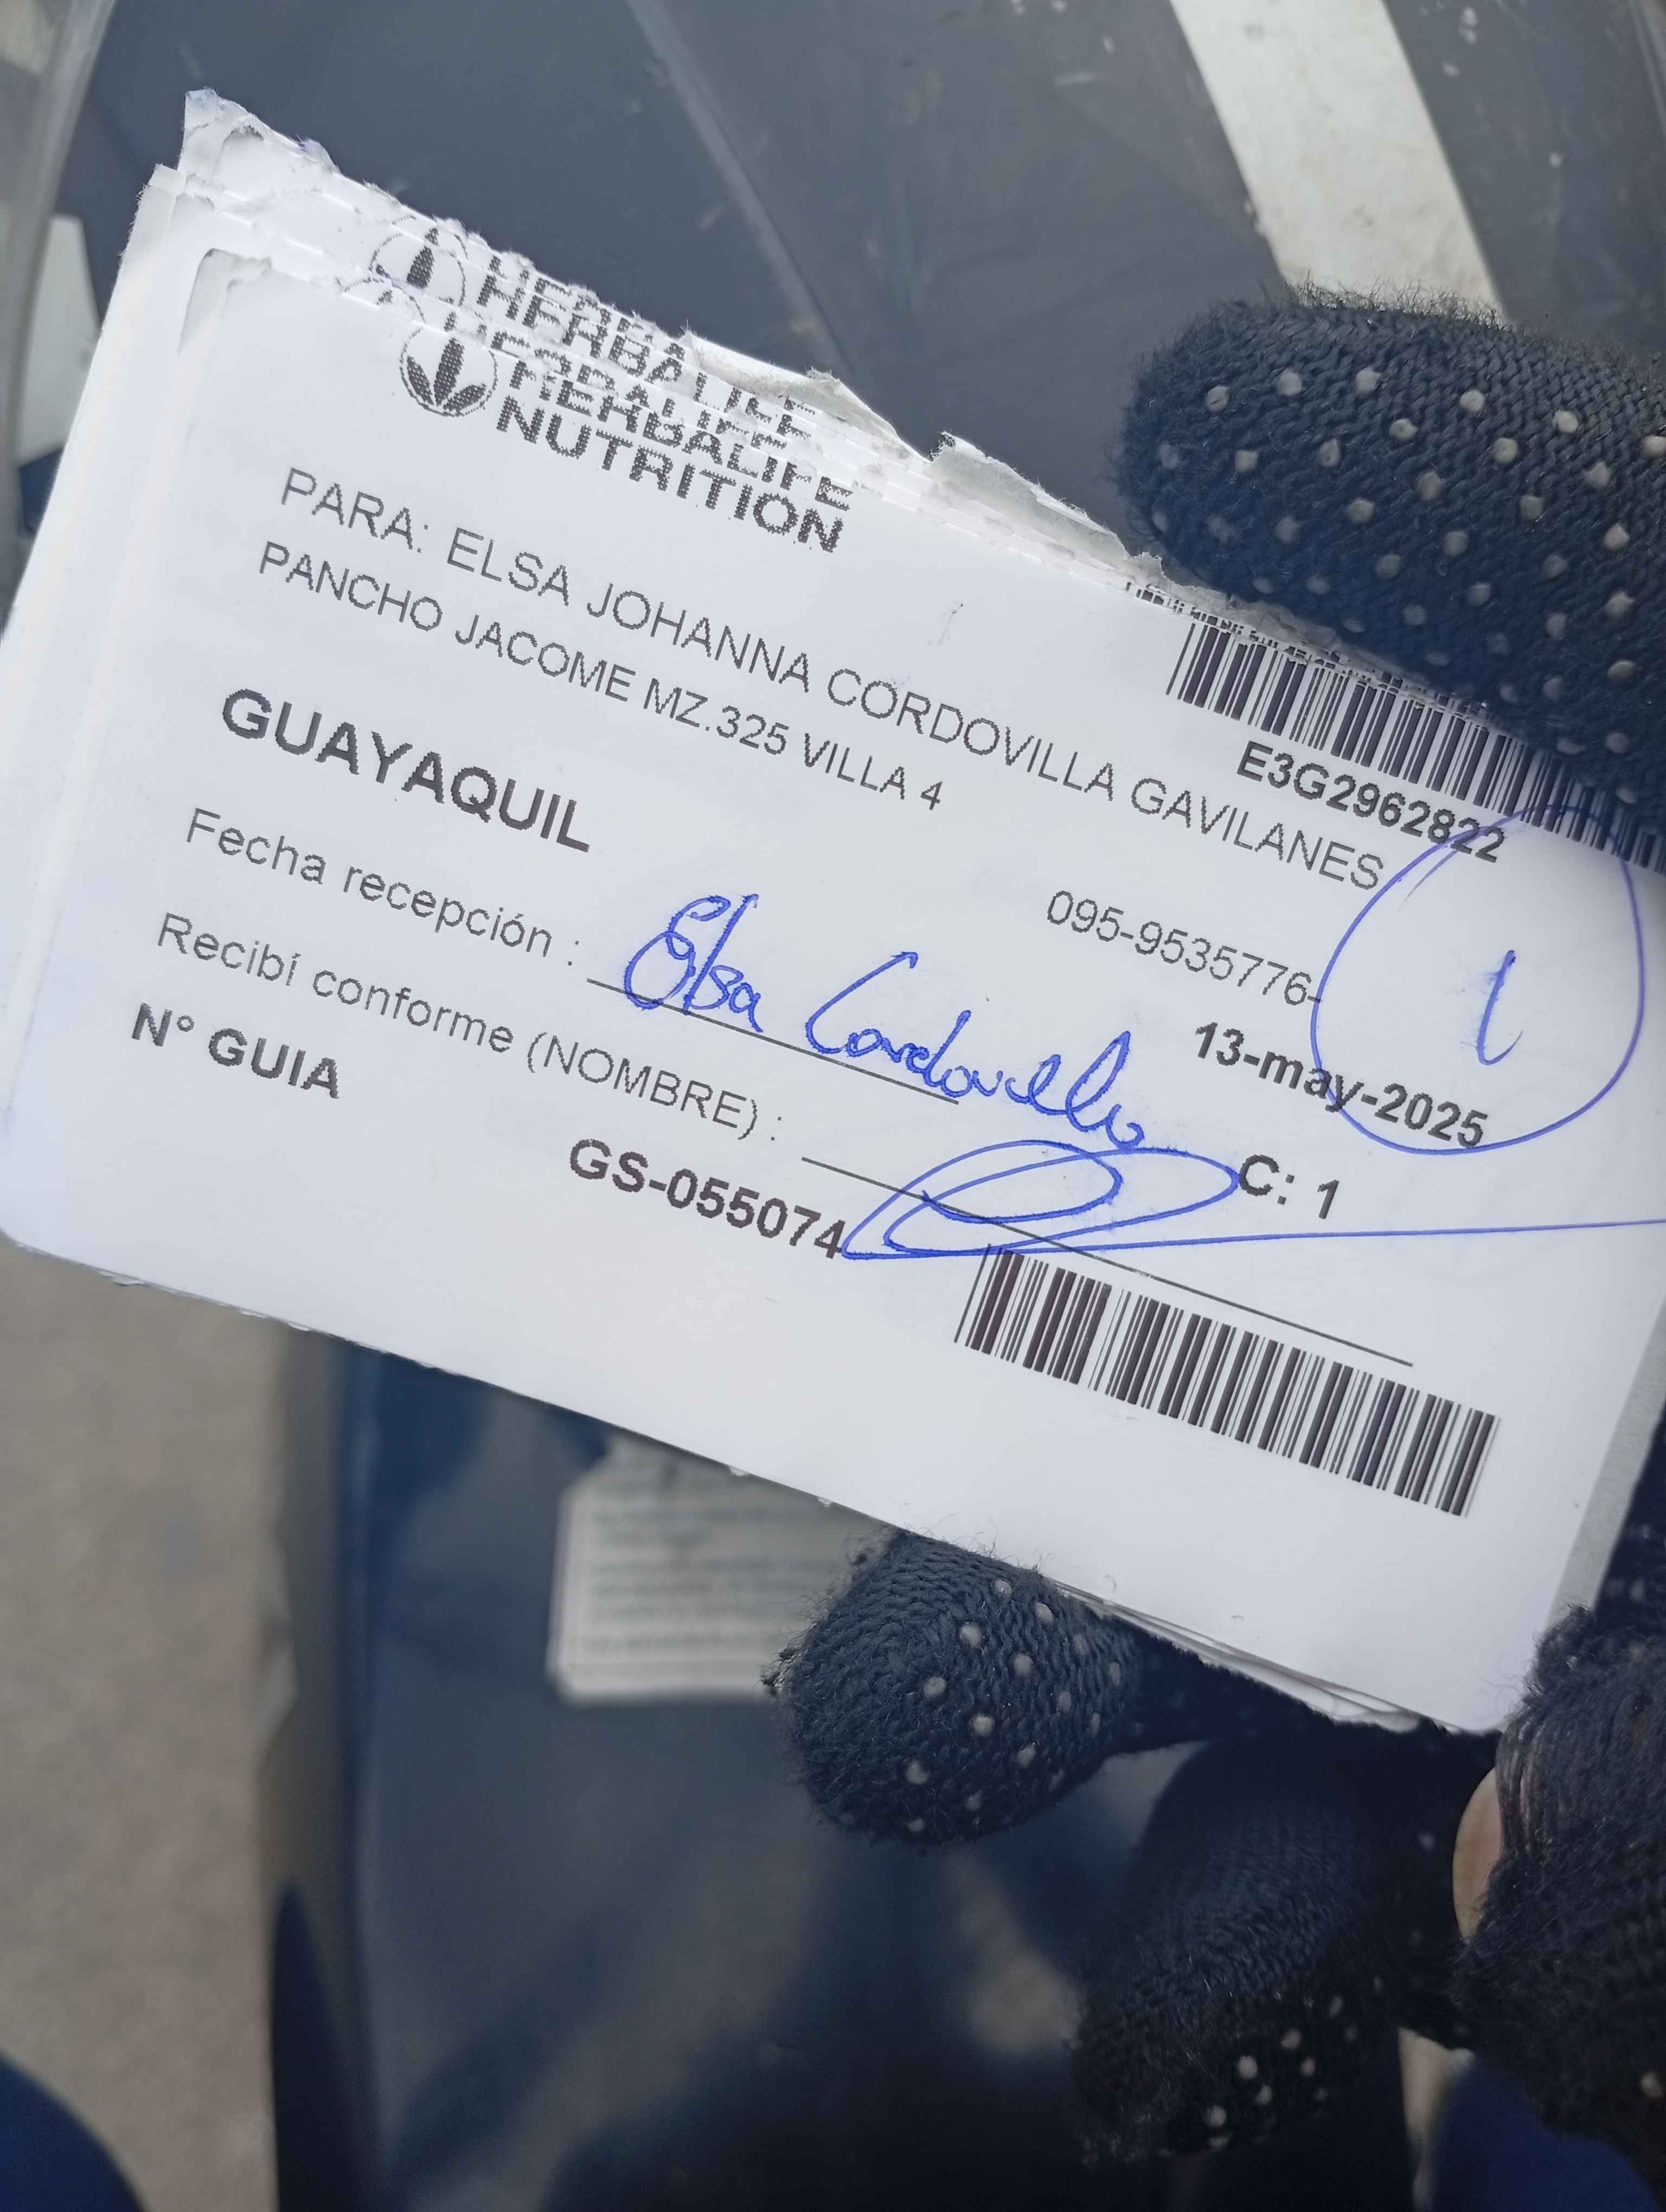 HERBALIFE
NUTRITION
E3G2962822
PARA: ELSA JOHANNA CORDOVILLA GAVILANES
PANCHO JACOME MZ.325 VILLA 4
095-9535776-
GUAYAQUIL
13-may-2025
1
Fecha recepción :
Elsa Cordovilla
Recibí conforme (NOMBRE) :
C: 1
N° GUIA
GS-055074